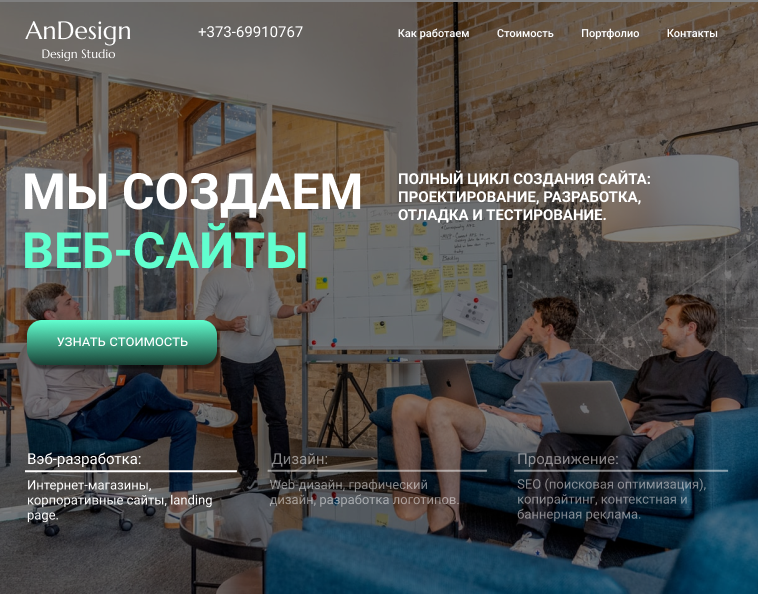 AnDesign
Design Studio
+373-69910767
Как работаем
Стоимость
Портфолио
Контакты
МЫ СОЗДАЕМ
ВЕБ-САЙТЫ
ПОЛНЫЙ ЦИКЛ СОЗДАНИЯ САЙТА:
ПРОЕКТИРОВАНИЕ, РАЗРАБОТКА,
ОТЛАДКА И ТЕСТИРОВАНИЕ.
УЗНАТЬ СТОИМОСТЬ
Вэб-разработка:
Интернет-магазины,
корпоративные сайты, landing
page.
Дизайн:
Web-дизайн, графический
дизайн, разработка логотипов.
Продвижение:
SEO (поисковая оптимизация),
копирайтинг, контекстная и
баннерная реклама.